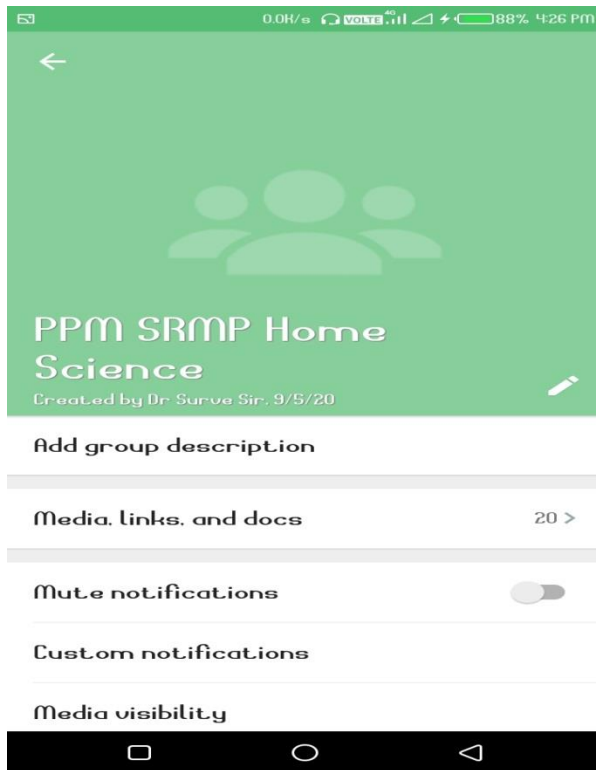 0.0K/s VOLTE 4G 88% 4:26 PM
PPM SRMP Home
Science
Created by Dr Surve Sir, 9/5/20
Add group description
Media, links, and docs 20 >
Mute notifications
Custom notifications
Media visibility